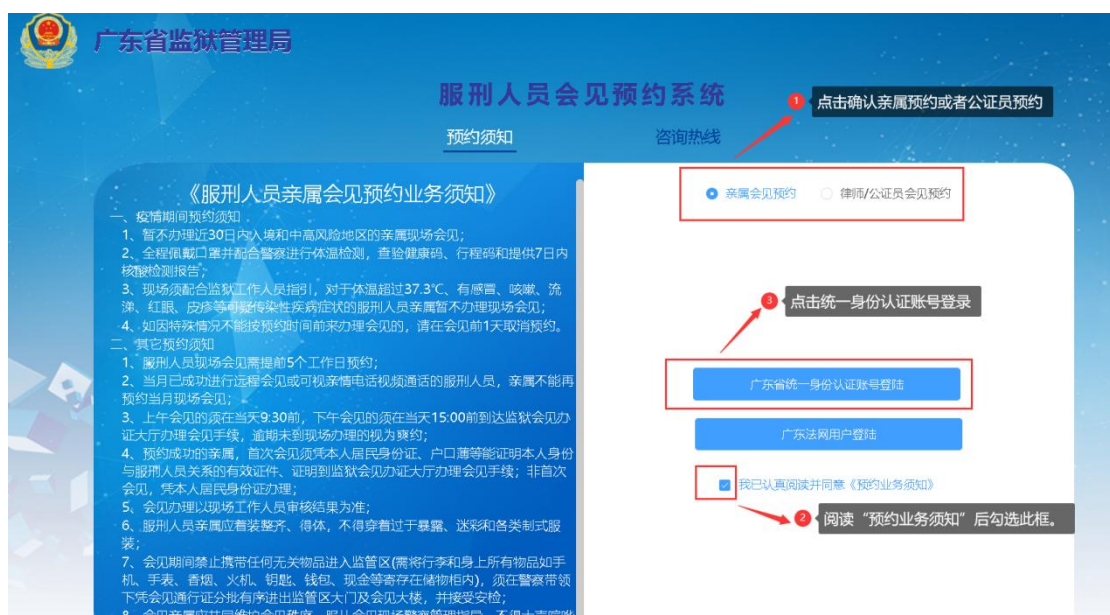 广东省监狱管理局
服刑人员会见预约系统
1 点击确认亲属预约或者公证员预约
预约须知
咨询热线
《服刑人员亲属会见预约业务须知》
一、疫情期间预约须知
1、暂不办理近30日内入境和中高风险地区的亲属现场会见;
2、全程佩戴口罩并配合警察进行体温检测，查验健康码、行程码和提供7日内
核酸检测报告;
3、现场须配合监狱工作人员指引，对于体温超过37.3℃、有感冒、咳嗽、流
涕、红眼、皮疹等可疑传染性疾病症状的服刑人员亲属暂不办理现场会见;
4、如因特殊情况不能按预约时间前来办理会见的，请在会见前1天取消预约。
二、其它预约须知
1、服刑人员现场会见需提前5个工作日预约;
2、当月已成功进行远程会见或可视亲情电话视频通话的服刑人员，亲属不能再
预约当月现场会见;
3、上午会见的须在当天9:30前，下午会见的须在当天15:00前到达监狱会见办
证大厅办理会见手续，逾期未到现场办理的视为爽约;
4、预约成功的亲属，首次会见须凭本人居民身份证、户口薄等能证明本人身份
与服刑人员关系的有效证件、证明到监狱会见办证大厅办理会见手续；非首次
会见，凭本人居民身份证办理;
5、会见办理以现场工作人员审核结果为准;
6、服刑人员亲属应着装整齐、得体，不得穿着过于暴露、迷彩和各类制式服
装;
7、会见期间禁止携带任何无关物品进入监管区(需将行李和身上所有物品如手
机、手表、香烟、火机、钥匙、钱包、现金等寄存在储物柜内)，须在警察带领
下凭会见通行证分批有序进出监管区大门及会见大楼，并接受安检;
亲属会见预约
律师/公证员会见预约
3 点击统一身份认证账号登录
广东省统一身份认证账号登陆
广东法网用户登陆
我已认真阅读并同意《预约业务须知》
2 阅读“预约业务须知”后勾选此框。